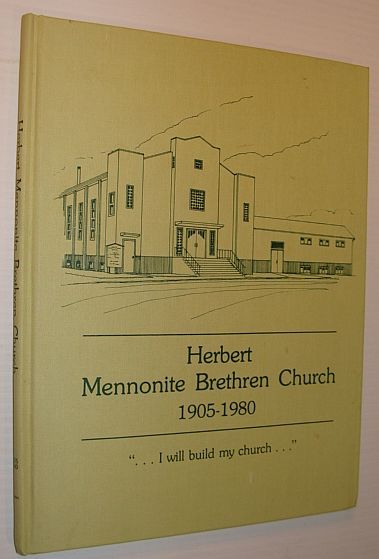 Herbert
Mennonite Brethren Church
1905-1980
“. . . I will build my church . . .”
Herbert Mennonite Brethren Church